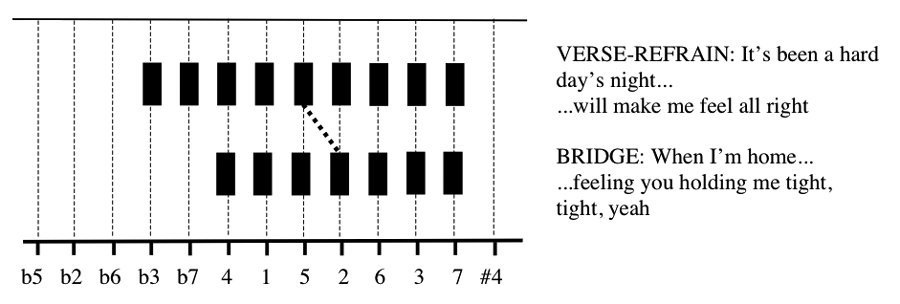 VERSE-REFRAIN: It's been a hard
day's night...
...will make me feel all right
BRIDGE: When I'm home...
...feeling you holding me tight,
tight, yeah
b5 b2 b6 b3 b7 4 1 5 2 6 3 7 #4